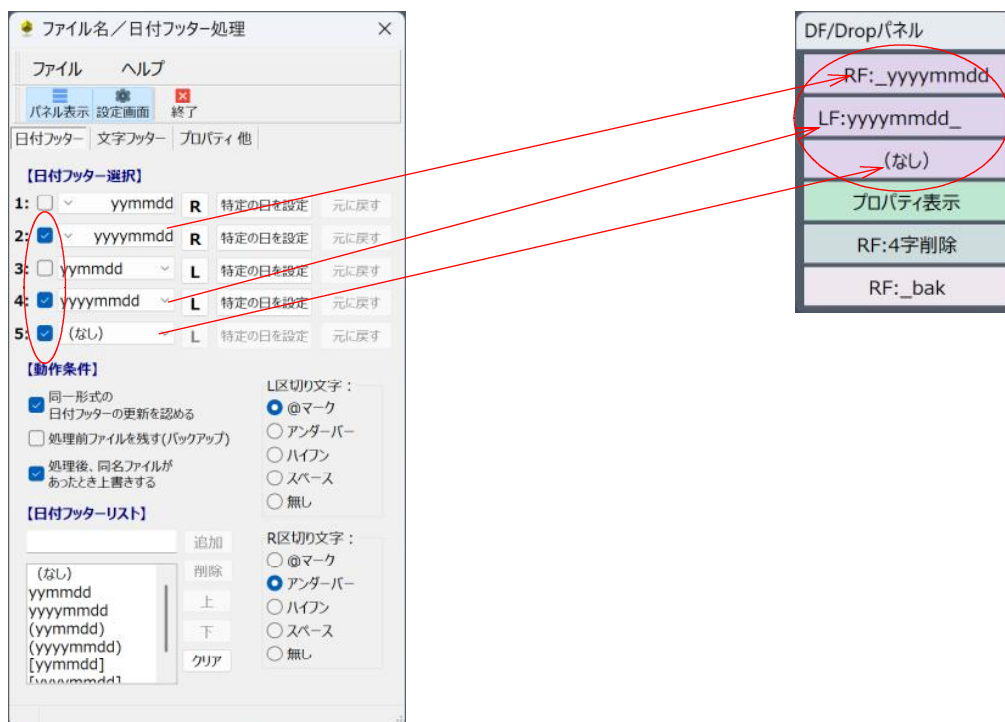 ファイル名／日付フッター処理
ファイル ヘルプ
パネル表示 設定画面 終了
日付フッター 文字フッター プロパティ 他
【日付フッター選択】
1: yymmdd R 特定の日を設定 元に戻す
2: yyyymmdd R 特定の日を設定 元に戻す
3: yymmdd L 特定の日を設定 元に戻す
4: yyyymmdd L 特定の日を設定 元に戻す
5: （なし） L 特定の日を設定 元に戻す
【動作条件】
同一形式の
日付フッターの更新を認める
処理前ファイルを残す(バックアップ)
処理後、同名ファイルが
あったとき上書きする
L区切り文字：
@マーク
アンダーバー
ハイフン
スペース
無し
【日付フッターリスト】
追加
削除
上
下
クリア
（なし）
yymmdd
yyyymmdd
(yymmdd)
(yyyymmdd)
[yymmdd]
[yyyymmdd]
R区切り文字：
@マーク
アンダーバー
ハイフン
スペース
無し
DF/Dropパネル
RF:_yyyymmdd
LF:yyyymmdd_
（なし）
プロパティ表示
RF:4字削除
RF:_bak